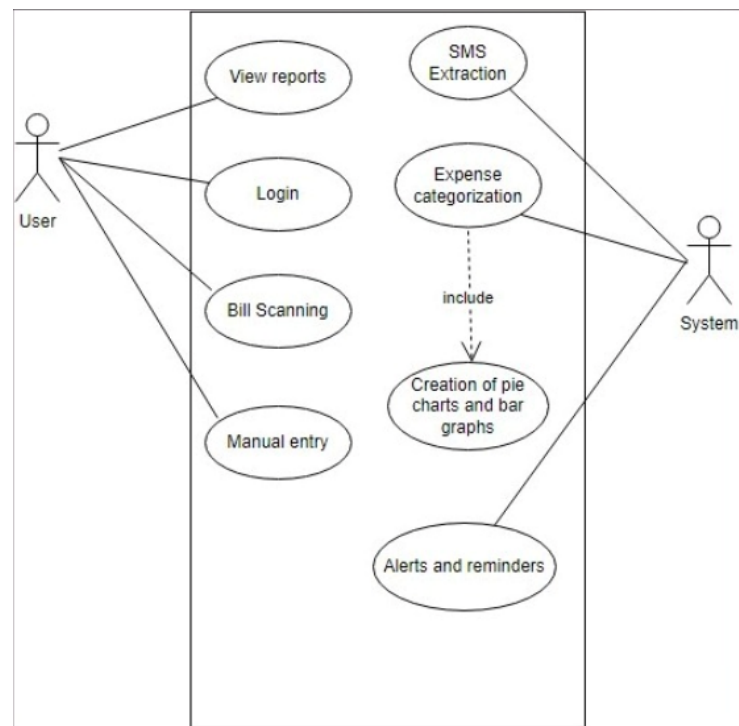 View reports
SMS
Extraction
User
Login
Expense
categorization
Bill Scanning
include
System
Manual entry
Creation of pie
charts and bar
graphs
Alerts and reminders